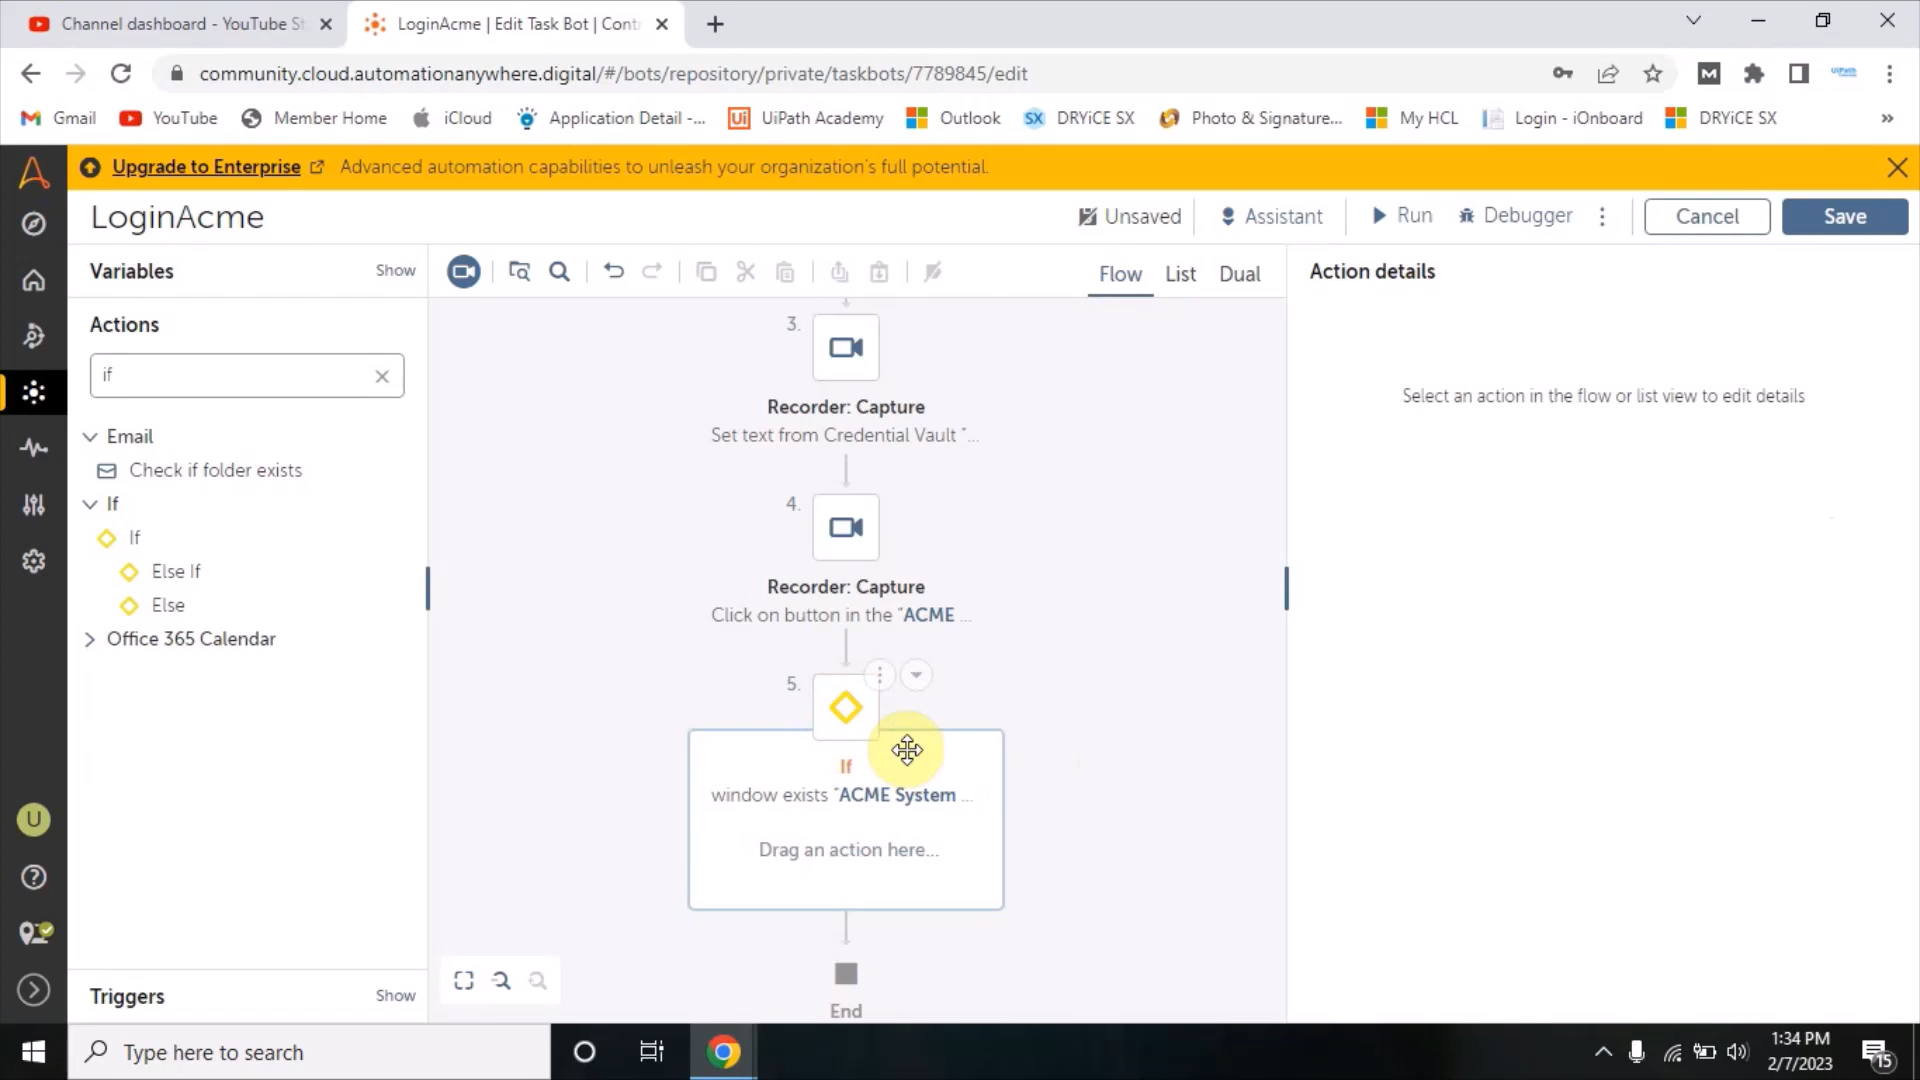 Channel dashboard - YouTube St
LoginAcme | Edit Task Bot | Cont
community.cloud.automationanywhere.digital/#/bots/repository/private/taskbots/7789845/edit
Gmail
YouTube
Member Home
iCloud
Application Detail -...
UiPath Academy
Outlook
DRYiCE SX
Photo & Signature...
My HCL
Login - iOnboard
DRYiCE SX
»
Upgrade to Enterprise
Advanced automation capabilities to unleash your organization's full potential.
LoginAcme
Unsaved
Assistant
Run
Debugger
Cancel
Save
Variables
Show
Flow
List
Dual
Action details
Actions
if
Select an action in the flow or list view to edit details
Email
Check if folder exists
If
If
Else If
Else
Office 365 Calendar
3.
Recorder: Capture
Set text from Credential Vault "...
4.
Recorder: Capture
Click on button in the "ACME ...
5.
If
window exists "ACME System ...
Drag an action here...
End
U
Triggers
Show
Type here to search
1:34 PM
2/7/2023
15